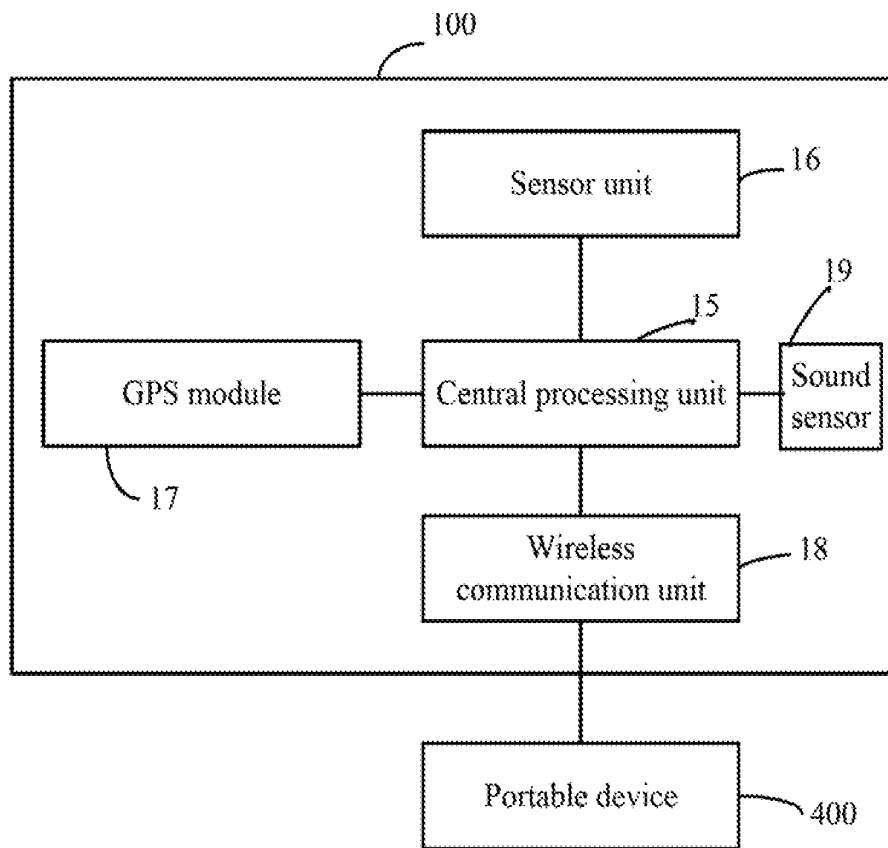 100
Sensor unit
16
19
15
GPS module
Central processing unit
Sound
sensor
17
Wireless
communication unit
18
Portable device
400